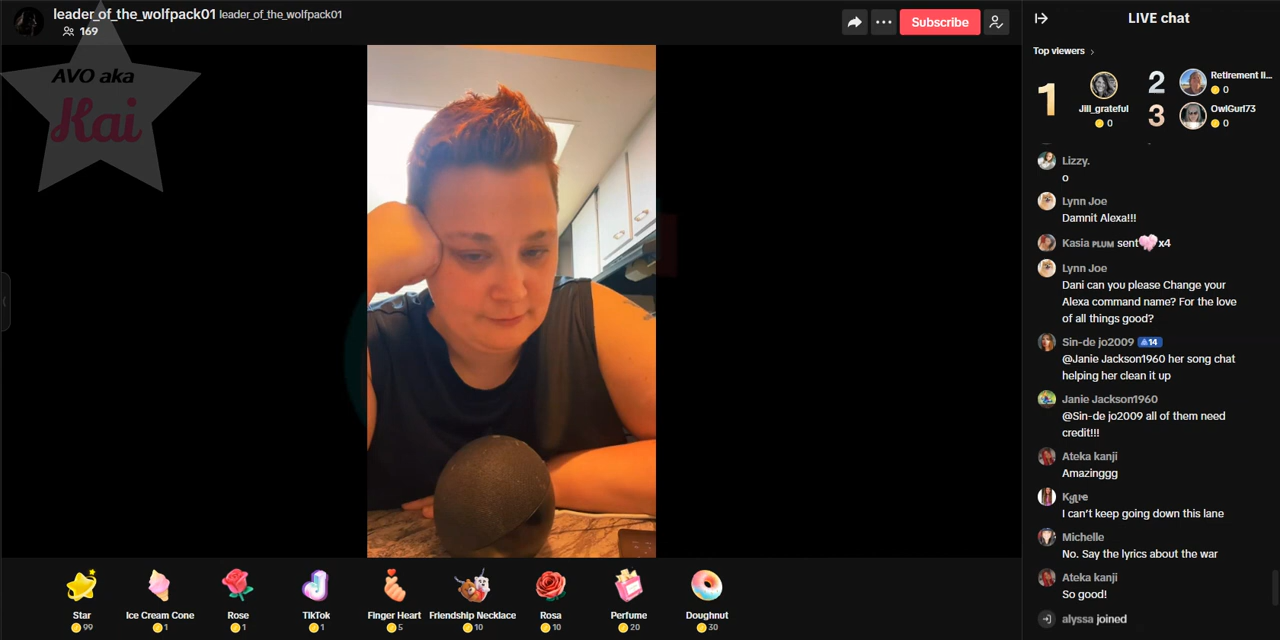 leader_of_the_wolfpack01 leader_of_the_wolfpack01
169
Subscribe
AVO aka
Kai
LIVE chat
Top viewers
1
Jill_grateful
0
2
Retirement li...
0
3
OwlGurl73
0
Lizzy.
o
Lynn Joe
Damnit Alexa!!!
Kasia PLUM sent x4
Lynn Joe
Dani can you please Change your
Alexa command name? For the love
of all things good?
Sin-de jo2009 14
@Janie Jackson1960 her song chat
helping her clean it up
Janie Jackson1960
@Sin-de jo2009 all of them need
credit!!!
Ateka kanji
Amazinggg
I can't keep going down this lane
Michelle
No. Say the lyrics about the war
Ateka kanji
So good!
alyssa joined
Star
99
Ice Cream Cone
1
Rose
1
TikTok
1
Finger Heart
5
Friendship Necklace
10
Rosa
10
Perfume
20
Doughnut
30